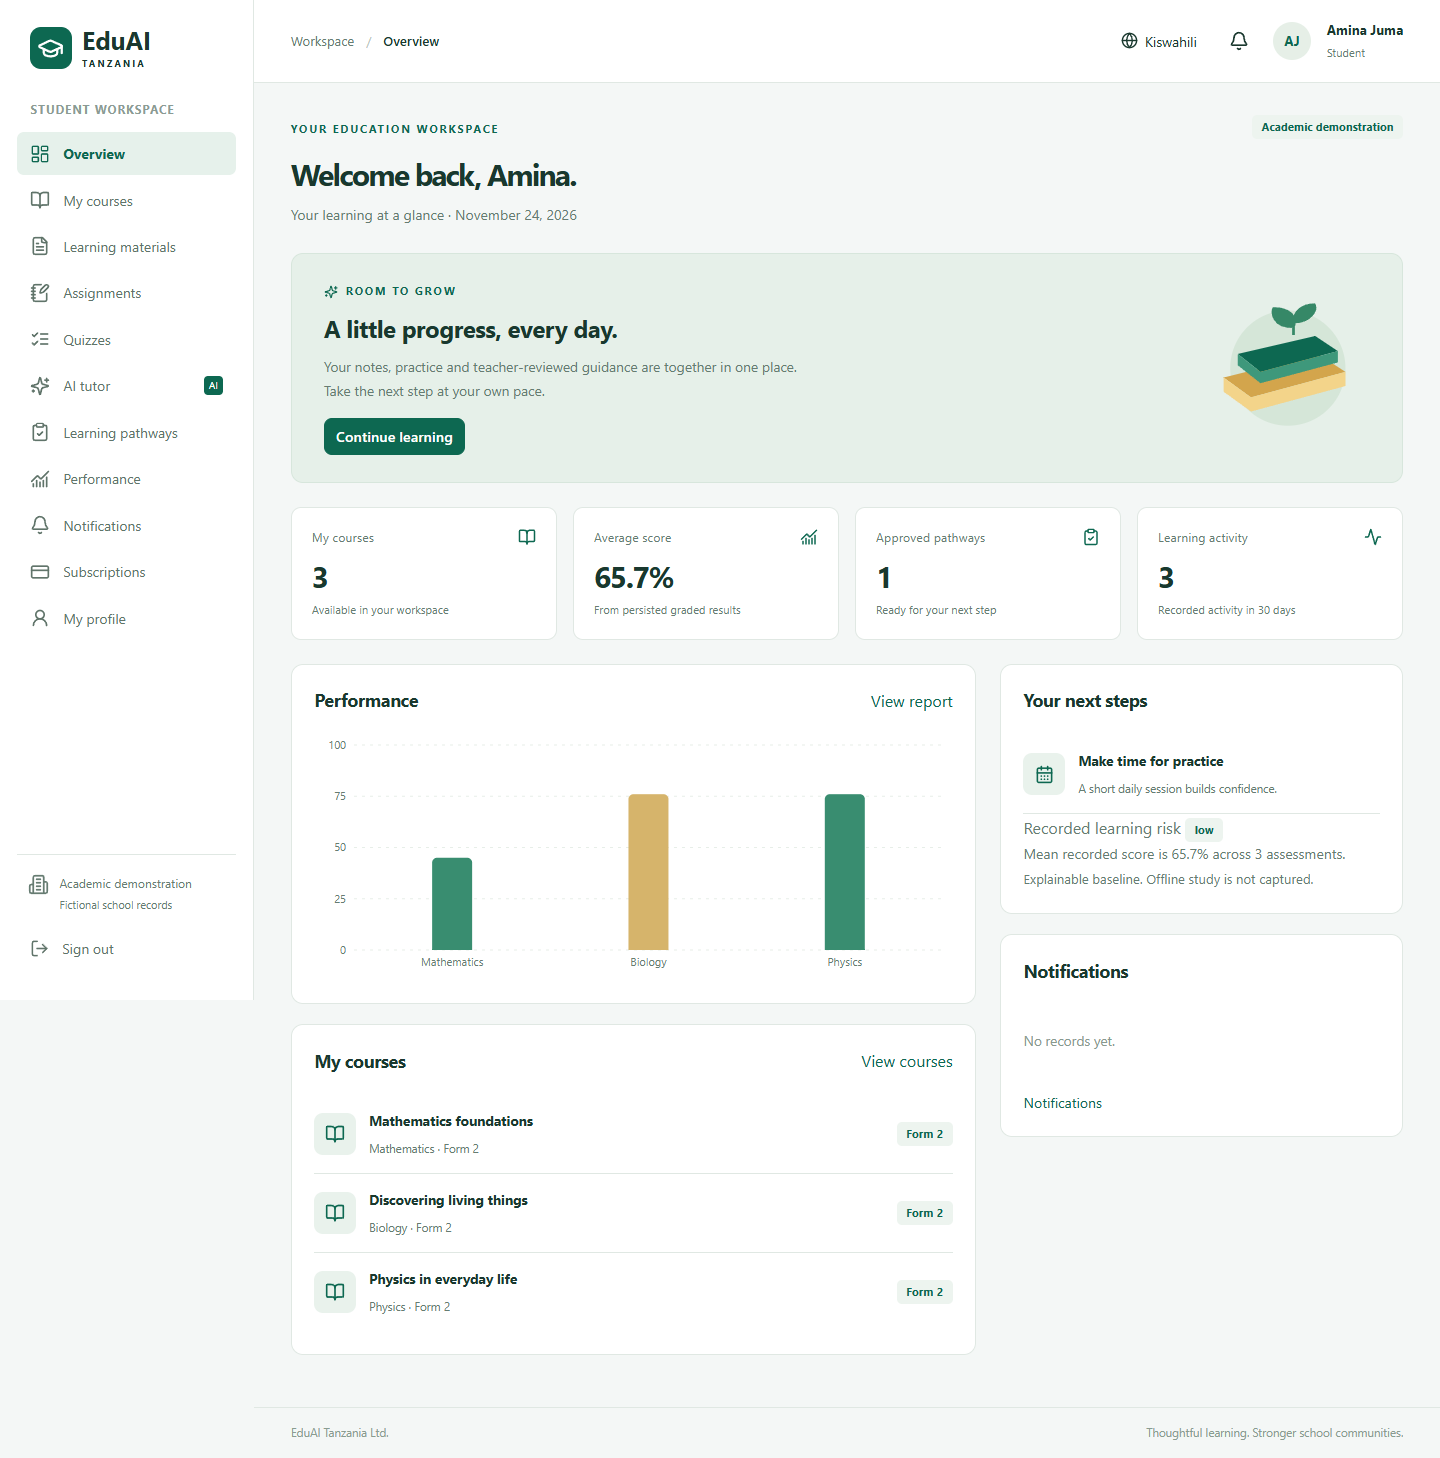 EduAI
TANZANIA
STUDENT WORKSPACE
Overview
My courses
Learning materials
Assignments
Quizzes
AI tutor
AI
Learning pathways
Performance
Notifications
Subscriptions
My profile
Academic demonstration
Fictional school records
Sign out
Workspace / Overview
Kiswahili
AJ
Amina Juma
Student
YOUR EDUCATION WORKSPACE
Academic demonstration
Welcome back, Amina.
Your learning at a glance · November 24, 2026
ROOM TO GROW
A little progress, every day.
Your notes, practice and teacher-reviewed guidance are together in one place.
Take the next step at your own pace.
Continue learning
My courses
3
Available in your workspace
Average score
65.7%
From persisted graded results
Approved pathways
1
Ready for your next step
Learning activity
3
Recorded activity in 30 days
Performance
View report
100
75
50
25
0
Mathematics
Biology
Physics
Your next steps
Make time for practice
A short daily session builds confidence.
Recorded learning risk low
Mean recorded score is 65.7% across 3 assessments.
Explainable baseline. Offline study is not captured.
Notifications
No records yet.
Notifications
My courses
View courses
Mathematics foundations
Mathematics · Form 2
Form 2
Discovering living things
Biology · Form 2
Form 2
Physics in everyday life
Physics · Form 2
Form 2
EduAI Tanzania Ltd.
Thoughtful learning. Stronger school communities.